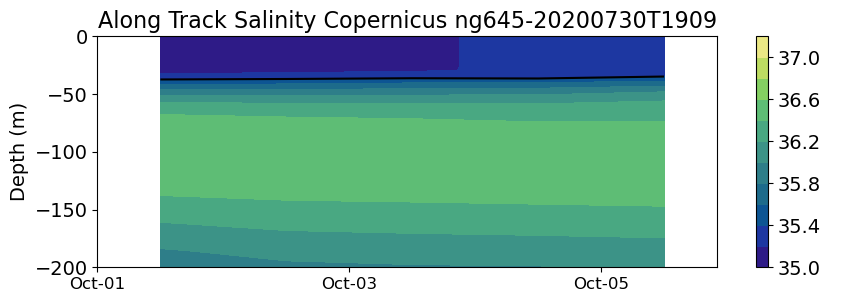 Along Track Salinity Copernicus ng645-20200730T1909
Depth (m)
0
−50
−100
−150
−200
Oct-01
Oct-03
Oct-05
37.0
36.6
36.2
35.8
35.4
35.0